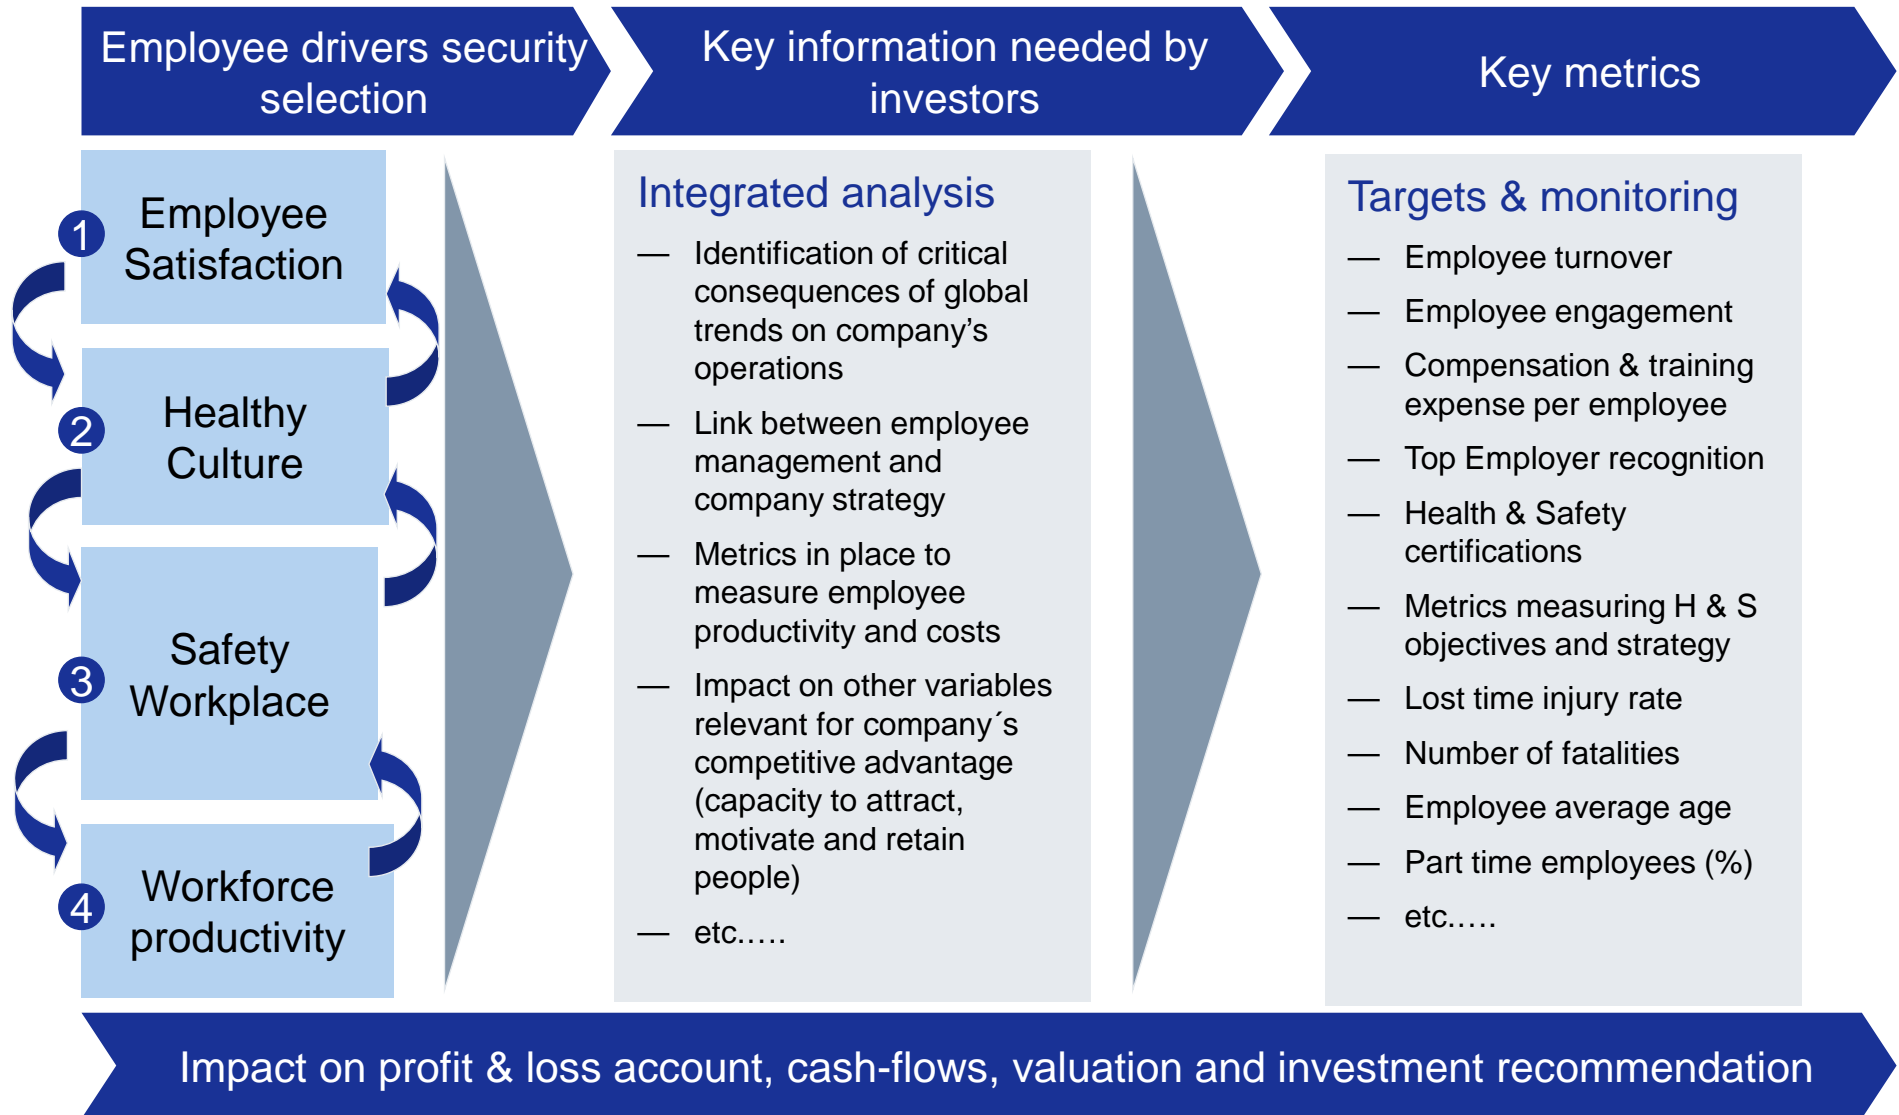 Employee drivers security
selection
Key information needed by
investors
Key metrics
1
Employee
Satisfaction
2
Healthy
Culture
3
Safety
Workplace
4
Workforce
productivity
Integrated analysis
— Identification of critical
consequences of global
trends on company’s
operations
— Link between employee
management and
company strategy
— Metrics in place to
measure employee
productivity and costs
— Impact on other variables
relevant for company´s
competitive advantage
(capacity to attract,
motivate and retain
people)
— etc.….
Targets & monitoring
— Employee turnover
— Employee engagement
— Compensation & training
expense per employee
— Top Employer recognition
— Health & Safety
certifications
— Metrics measuring H & S
objectives and strategy
— Lost time injury rate
— Number of fatalities
— Employee average age
— Part time employees (%)
— etc.….
Impact on profit & loss account, cash-flows, valuation and investment recommendation